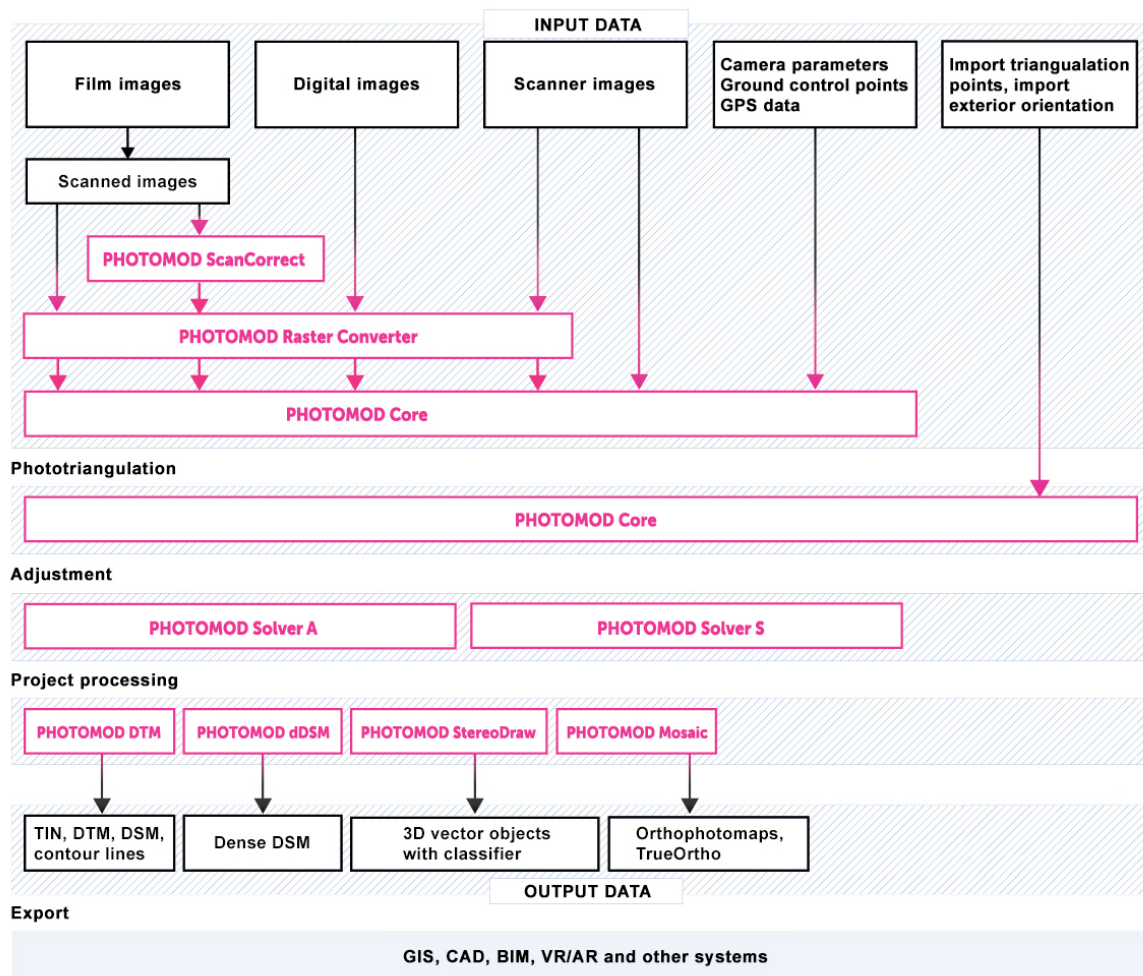 INPUT DATA
Film images
Digital images
Scanner images
Camera parameters
Ground control points
GPS data
Import triangualation
points, import
exterior orientation
Scanned images
PHOTOMOD ScanCorrect
PHOTOMOD Raster Converter
PHOTOMOD Core
Phototriangulation
PHOTOMOD Core
Adjustment
PHOTOMOD Solver A
PHOTOMOD Solver S
Project processing
PHOTOMOD DTM
PHOTOMOD dDSM
PHOTOMOD StereoDraw
PHOTOMOD Mosaic
TIN, DTM, DSM,
contour lines
Dense DSM
3D vector objects
with classifier
Orthophotomaps,
TrueOrtho
OUTPUT DATA
Export
GIS, CAD, BIM, VR/AR and other systems